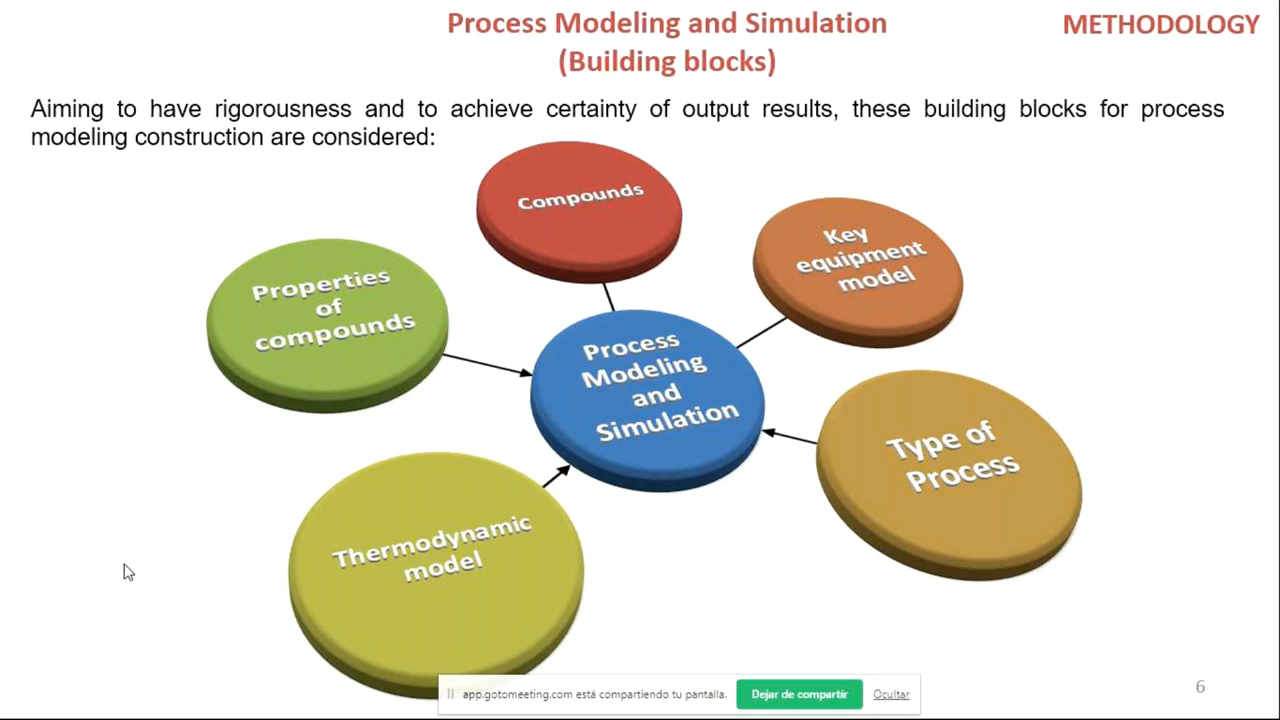 Process Modeling and Simulation
(Building blocks)
METHODOLOGY
Aiming to have rigorousness and to achieve certainty of output results, these building blocks for process
modeling construction are considered:
Compounds
Key
equipment
model
Properties
of
compounds
Process
Modeling
and
Simulation
Type of
Process
Thermodynamic
model
app.gotomeeting.com está compartiendo tu pantalla.
Dejar de compartir
Ocultar
6